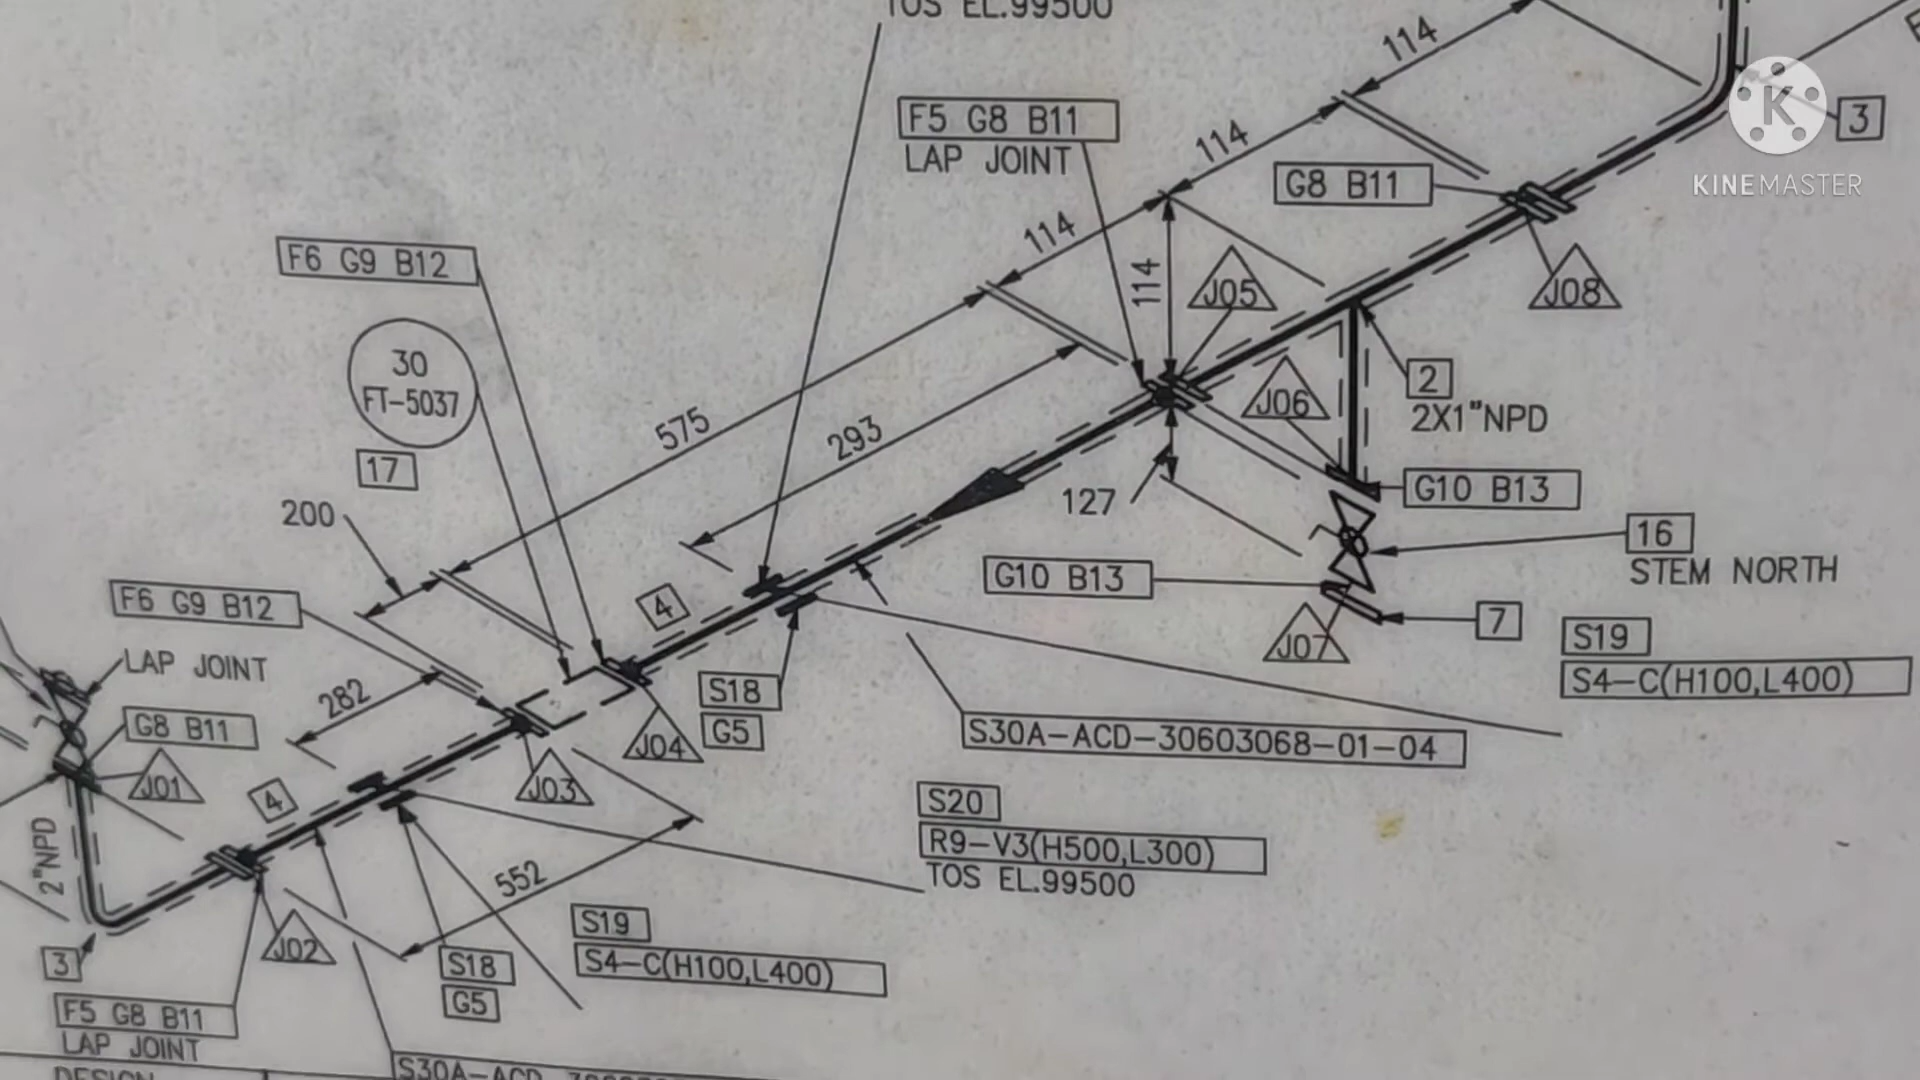 TOS EL.99500
114
F5 G8 B11
LAP JOINT
114
G8 B11
3
KINEMASTER
F6 G9 B12
114
114
J05
J08
30
FT-5037
17
575
293
J06
2
2X1"NPD
200
127
G10 B13
16
STEM NORTH
G10 B13
4
F6 G9 B12
J07
7
S19
S4-C(H100,L400)
LAP JOINT
282
S18
G5
S30A-ACD-30603068-01-04
G8 B11
J04
J01
J03
4
2"NPD
S20
R9-V3(H500,L300)
TOS EL.99500
552
J02
S19
S4-C(H100,L400)
3
S18
G5
F5 G8 B11
LAP JOINT
DESIGN
S30A-ACD